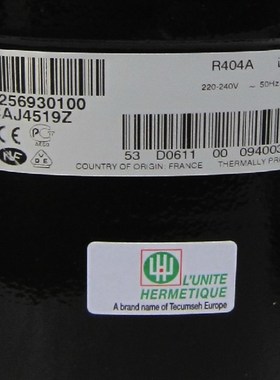 R404A
256930100
AJ4519Z
220-240V ~ 50Hz
53 D0611 00 094003
COUNTRY OF ORIGIN: FRANCE THERMALLY PRO
L'UNITE
HERMETIQUE
A brand name of Tecumseh Europe